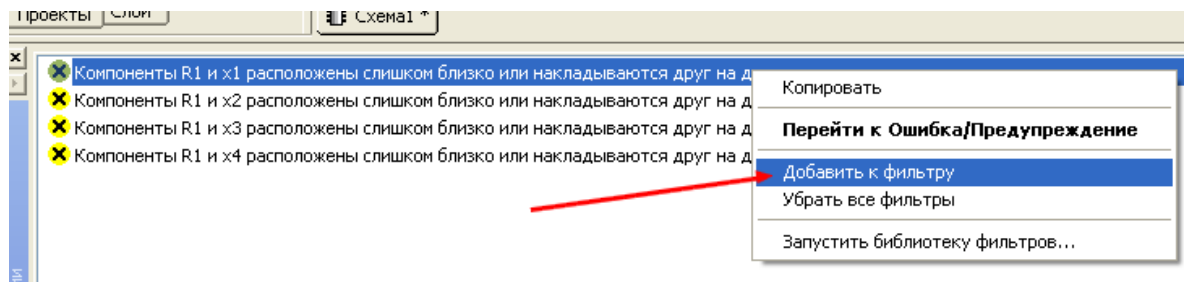 Проекты Слои Схема1 *
Компоненты R1 и x1 расположены слишком близко или накладываются друг на д
Компоненты R1 и x2 расположены слишком близко или накладываются друг на д
Компоненты R1 и x3 расположены слишком близко или накладываются друг на д
Компоненты R1 и x4 расположены слишком близко или накладываются друг на д
Копировать
Перейти к Ошибка/Предупреждение
Добавить к фильтру
Убрать все фильтры
Запустить библиотеку фильтров...